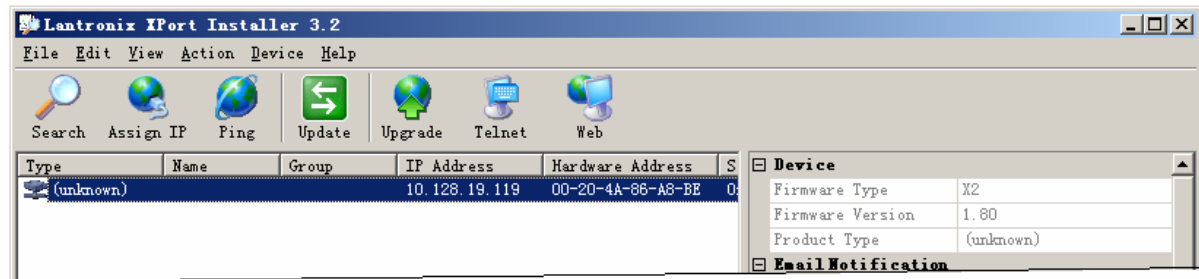 Lantronix XPort Installer 3.2
File Edit View Action Device Help
Search Assign IP Ping Update Upgrade Telnet Web
Type Name Group IP Address Hardware Address S
(unknown) 10.128.19.119 00-20-4A-86-A8-BE 0
Device
Firmware Type X2
Firmware Version 1.80
Product Type (unknown)
EmailNotification